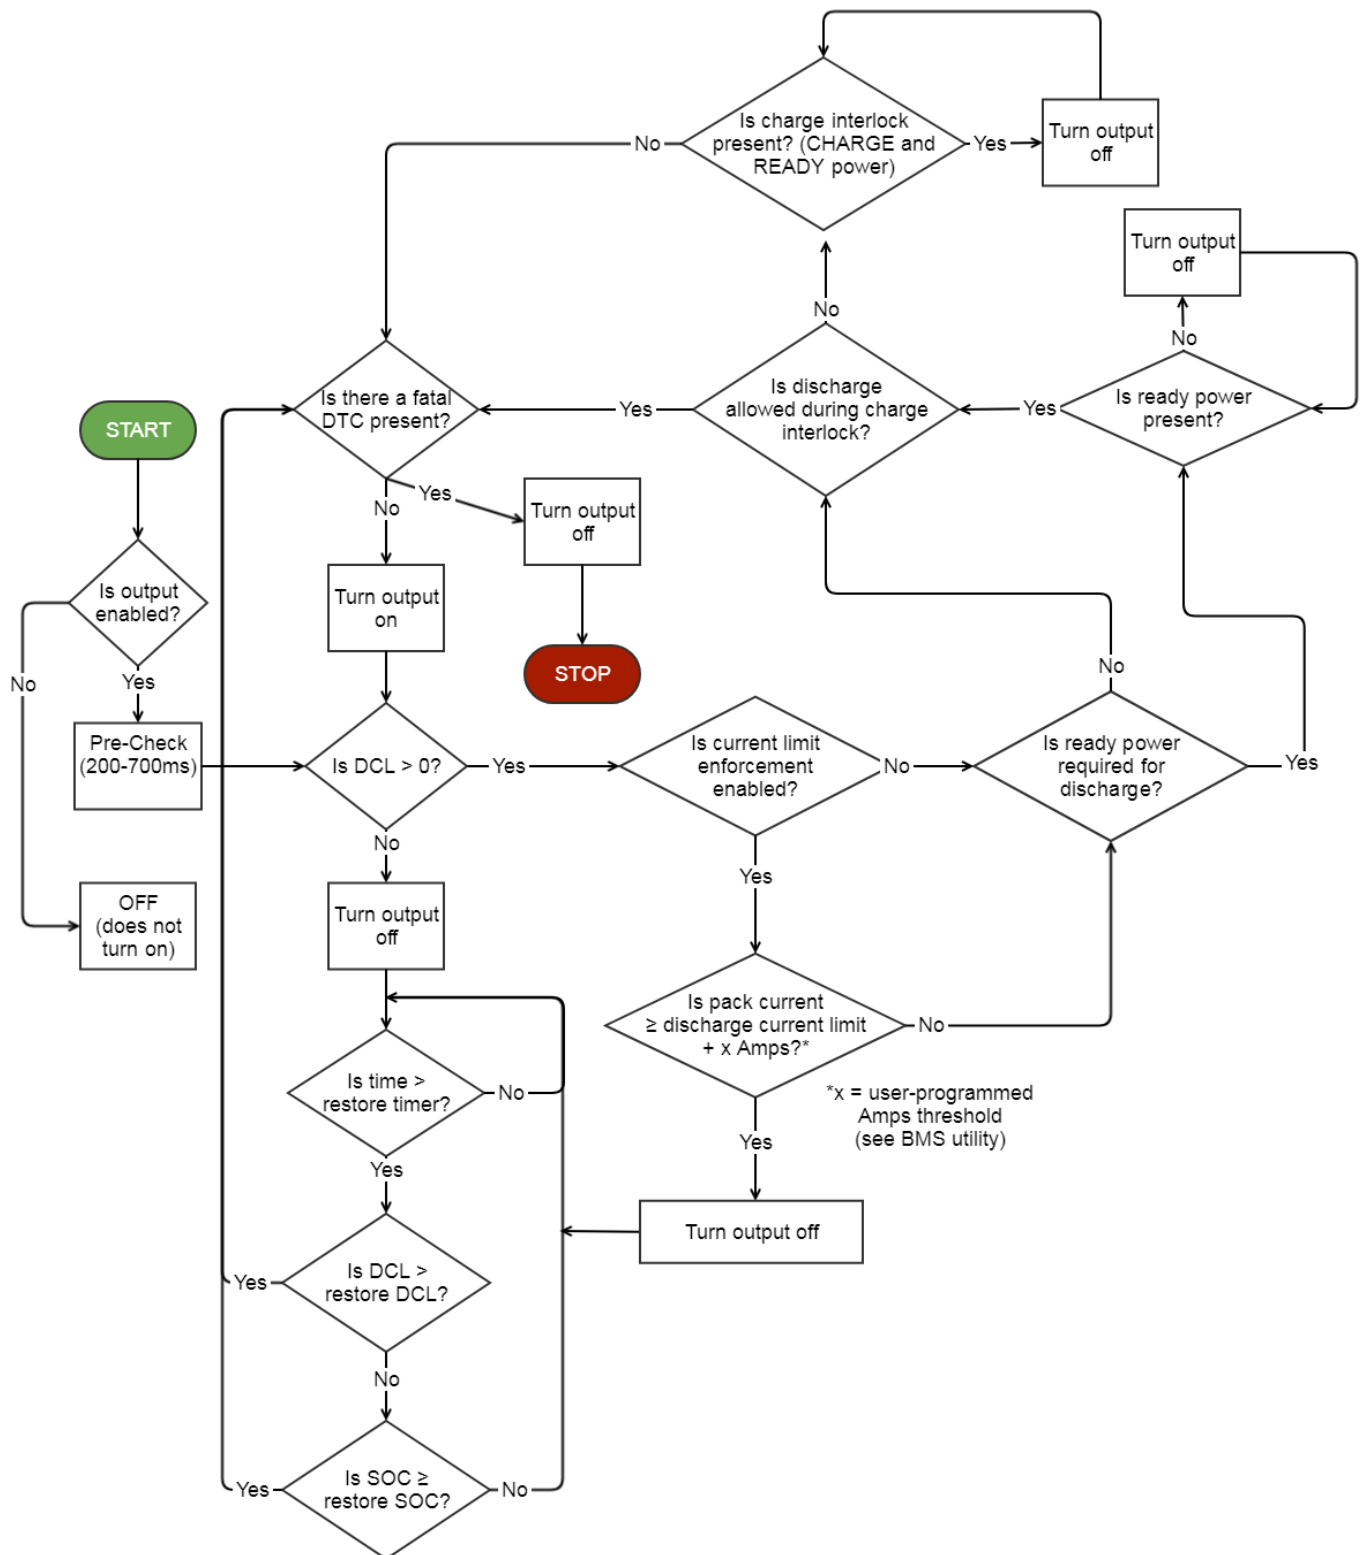 Is charge interlock
present? (CHARGE and
READY power)
No
Yes
Turn output
off
Turn output
off
No
No
Is there a fatal
DTC present?
Yes
Is discharge
allowed during charge
interlock?
Yes
Is ready power
present?
START
No
Yes
Turn output
off
Is output
enabled?
Turn output
on
No
Yes
STOP
No
Pre-Check
(200-700ms)
Is DCL > 0?
Yes
Is current limit
enforcement
enabled?
No
Is ready power
required for
discharge?
Yes
No
Yes
OFF
(does not
turn on)
Turn output
off
Is pack current
≥ discharge current limit
+ x Amps?*
No
Is time >
restore timer?
No
*x = user-programmed
Amps threshold
(see BMS utility)
Yes
Yes
Turn output off
Yes
Is DCL >
restore DCL?
No
Yes
Is SOC ≥
restore SOC?
No